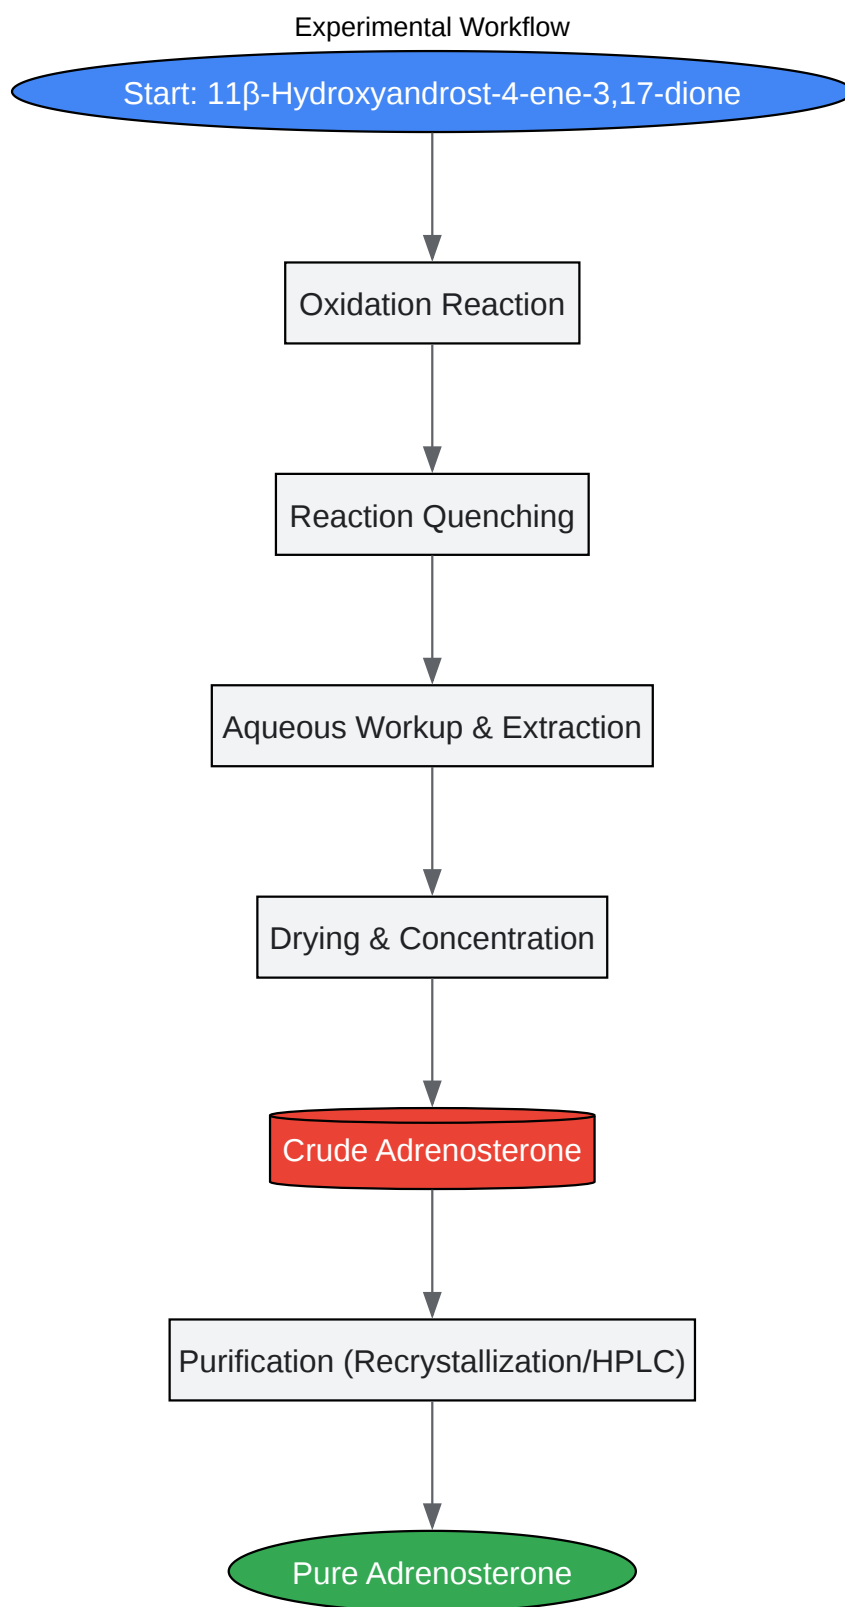 Experimental Workflow
Start: 11β-Hydroxyandrost-4-ene-3,17-dione
Oxidation Reaction
Reaction Quenching
Aqueous Workup & Extraction
Drying & Concentration
Crude Adrenosterone
Purification (Recrystallization/HPLC)
Pure Adrenosterone